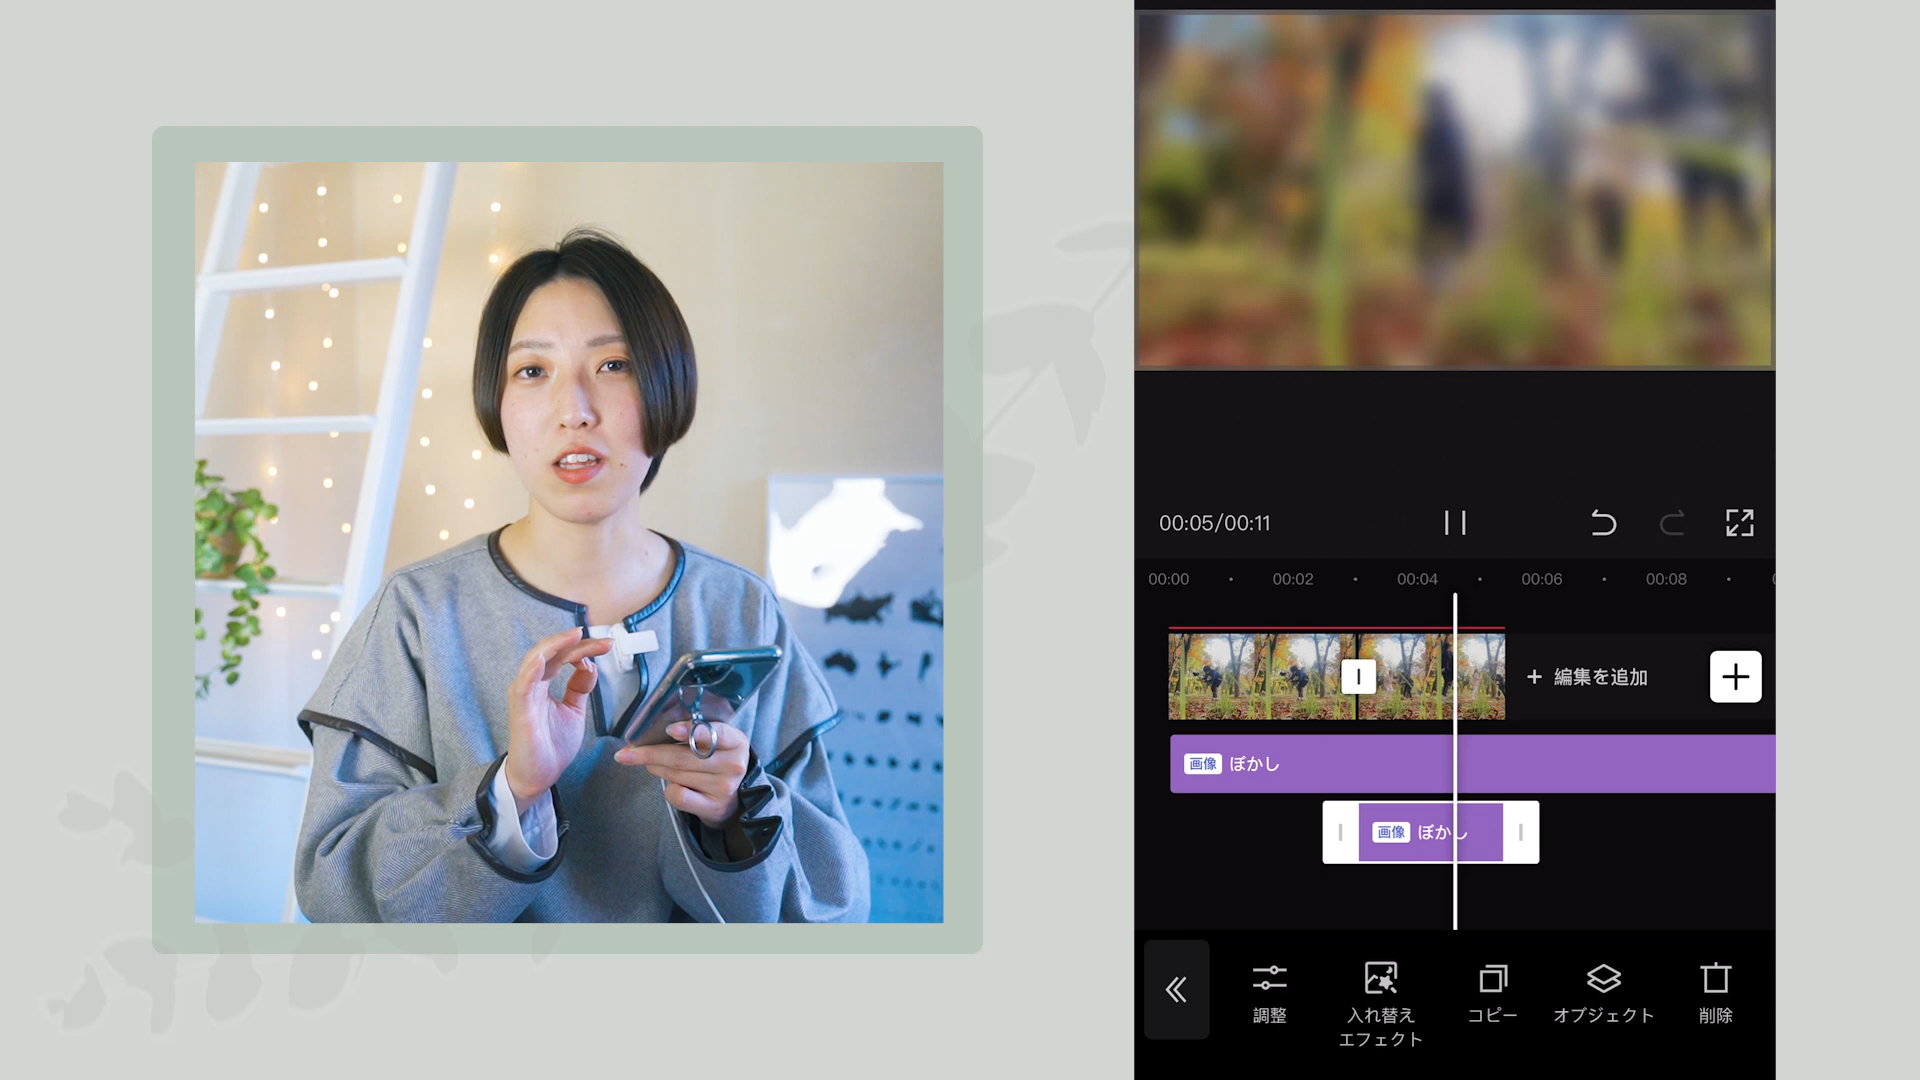 00:05/00:11
00:00 00:02 00:04 00:06 00:08
+ 編集を追加
画像 ぼかし
画像 ぼかし
調整
入れ替え
エフェクト
コピー
オブジェクト
削除